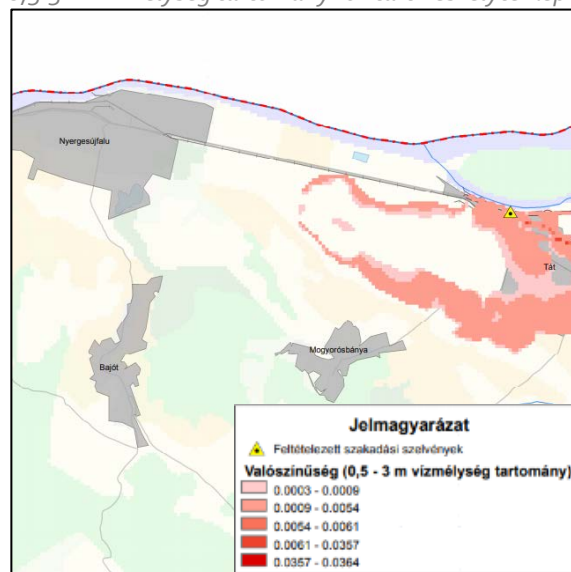 Nyergesújfalu
Tát
Mogyorósbánya
Bajót
Jelmagyarázat
Feltételezett szakadási szelvények
Valószínűség (0,5 - 3 m vízmélység tartomány)
0.0003 - 0.0009
0.0009 - 0.0054
0.0054 - 0.0061
0.0061 - 0.0357
0.0357 - 0.0364